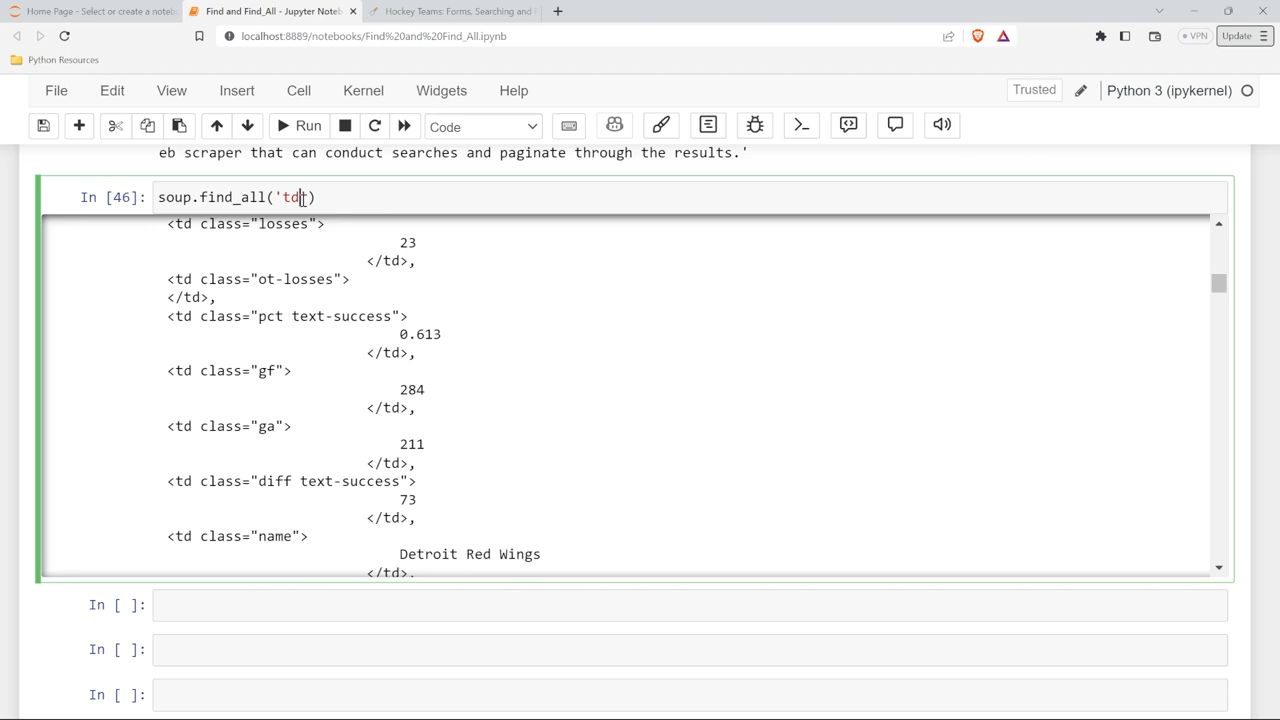 Home Page - Select or create a noteb
Find and Find_All - Jupyter Noteb
Hockey Teams: Forms, Searching and
localhost:8889/notebooks/Find%20and%20Find_All.ipynb
VPN
Update
Python Resources
File Edit View Insert Cell Kernel Widgets Help
Trusted
Python 3 (ipykernel)
Run
Code
eb scraper that can conduct searches and paginate through the results.'
In [46]: soup.find_all('td')
<td class="losses">
23
</td>,
<td class="ot-losses">
</td>,
<td class="pct text-success">
0.613
</td>,
<td class="gf">
284
</td>,
<td class="ga">
211
</td>,
<td class="diff text-success">
73
</td>,
<td class="name">
Detroit Red Wings
</td>,
In [ ]:
In [ ]:
In [ ]: